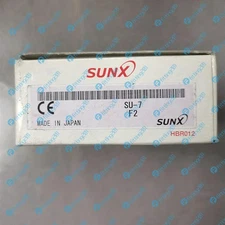 SUNX
CE
SU-7
F2
MADE IN JAPAN
SUNX
HBR012